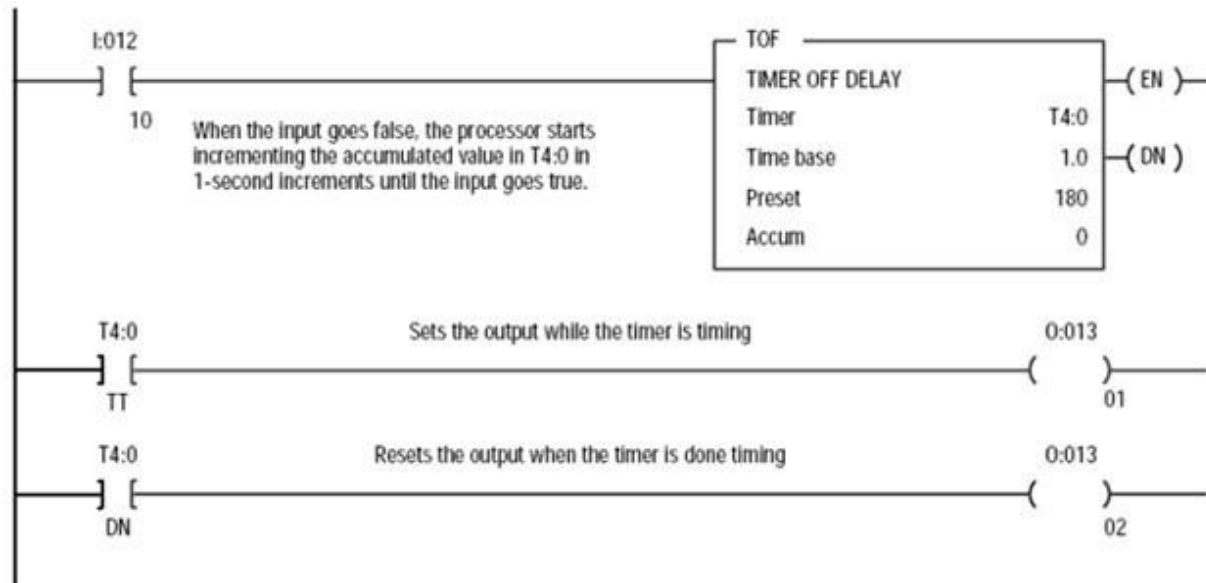 I:012
10
When the input goes false, the processor starts
incrementing the accumulated value in T4:0 in
1-second increments until the input goes true.
TOF
TIMER OFF DELAY
Timer T4:0
Time base 1.0
Preset 180
Accum 0
EN
DN
T4:0
TT
Sets the output while the timer is timing
O:013
01
T4:0
DN
Resets the output when the timer is done timing
O:013
02